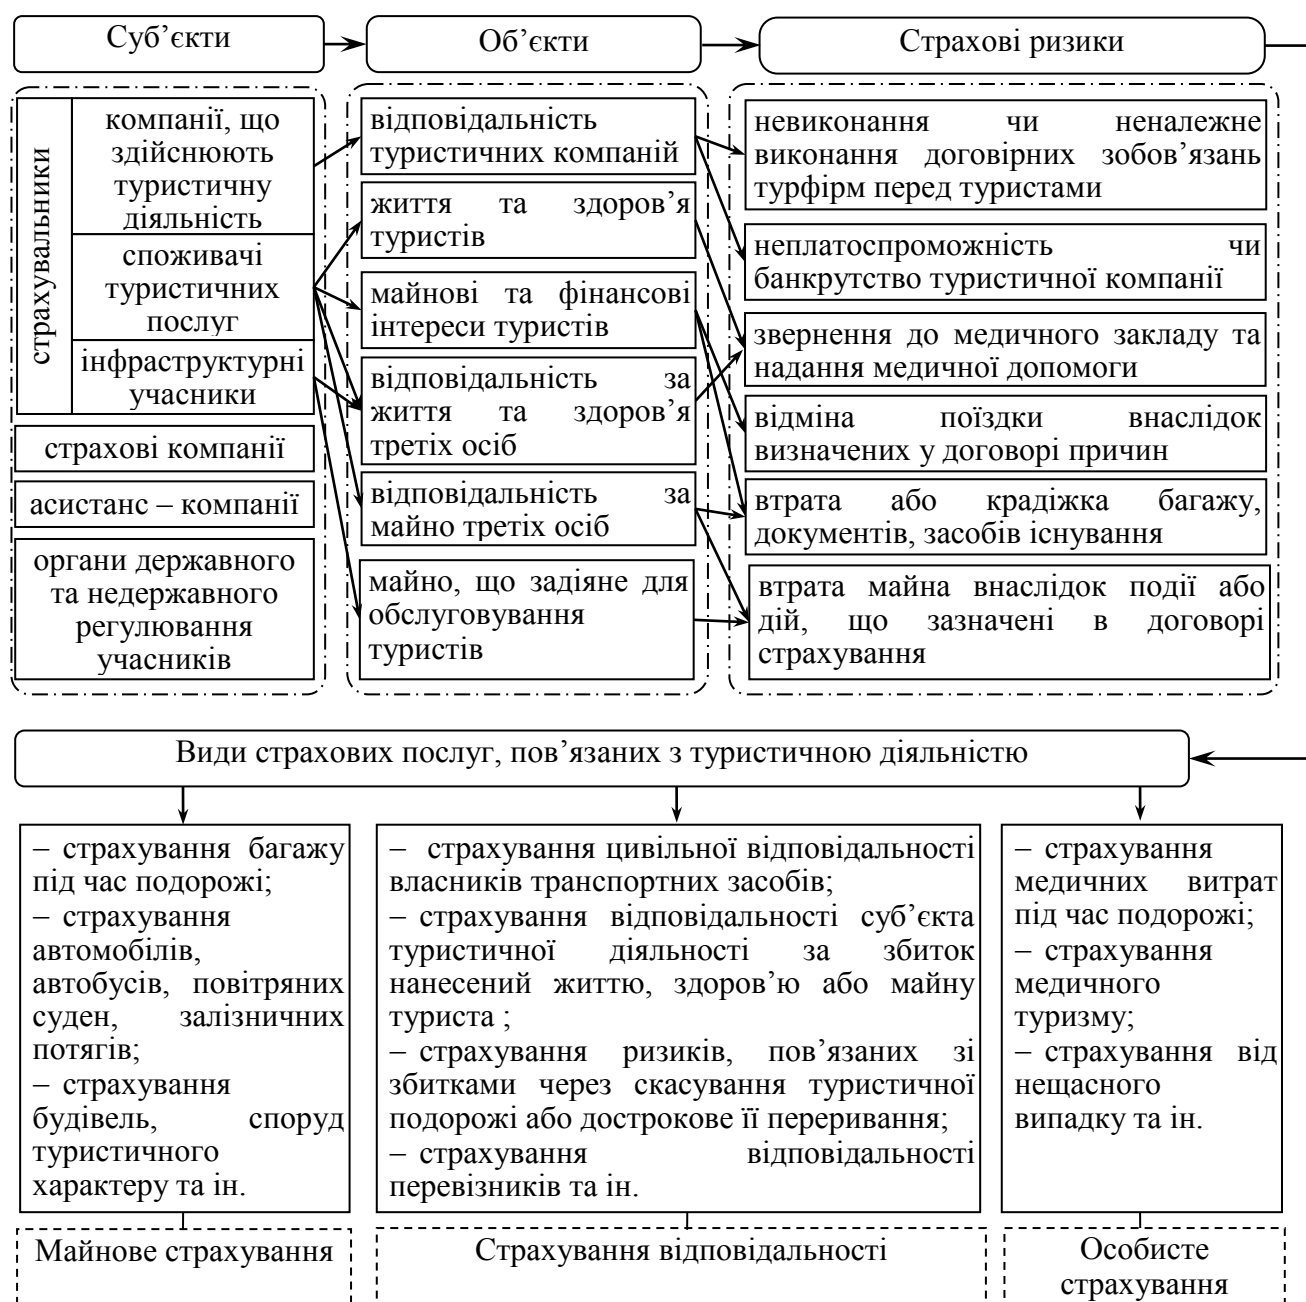 Суб’єкти
Об’єкти
Страхові ризики
страхувальники
компанії, що
здійснюють
туристичну
діяльність
споживачі
туристичних
послуг
інфраструктурні
учасники
страхові компанії
асистанс – компанії
органи державного
та недержавного
регулювання
учасників
відповідальність
туристичних компаній
життя та здоров’я
туристів
майнові та фінансові
інтереси туристів
відповідальність за
життя та здоров’я
третіх осіб
відповідальність за
майно третіх осіб
майно, що задіяне для
обслуговування
туристів
невиконання чи неналежне
виконання договірних зобов’язань
турфірм перед туристами
неплатоспроможність чи
банкрутство туристичної компанії
звернення до медичного закладу та
надання медичної допомоги
відміна поїздки внаслідок
визначених у договорі причин
втрата або крадіжка багажу,
документів, засобів існування
втрата майна внаслідок події або
дій, що зазначені в договорі
страхування
Види страхових послуг, пов’язаних з туристичною діяльністю
– страхування багажу
під час подорожі;
– страхування
автомобілів,
автобусів, повітряних
суден, залізничних
потягів;
– страхування
будівель, споруд
туристичного
характеру та ін.
– страхування цивільної відповідальності
власників транспортних засобів;
– страхування відповідальності суб’єкта
туристичної діяльності за збиток
нанесений життю, здоров’ю або майну
туриста ;
– страхування ризиків, пов’язаних зі
збитками через скасування туристичної
подорожі або дострокове її переривання;
– страхування відповідальності
перевізників та ін.
– страхування
медичних витрат
під час подорожі;
– страхування
медичного
туризму;
– страхування від
нещасного
випадку та ін.
Майнове страхування
Страхування відповідальності
Особисте
страхування